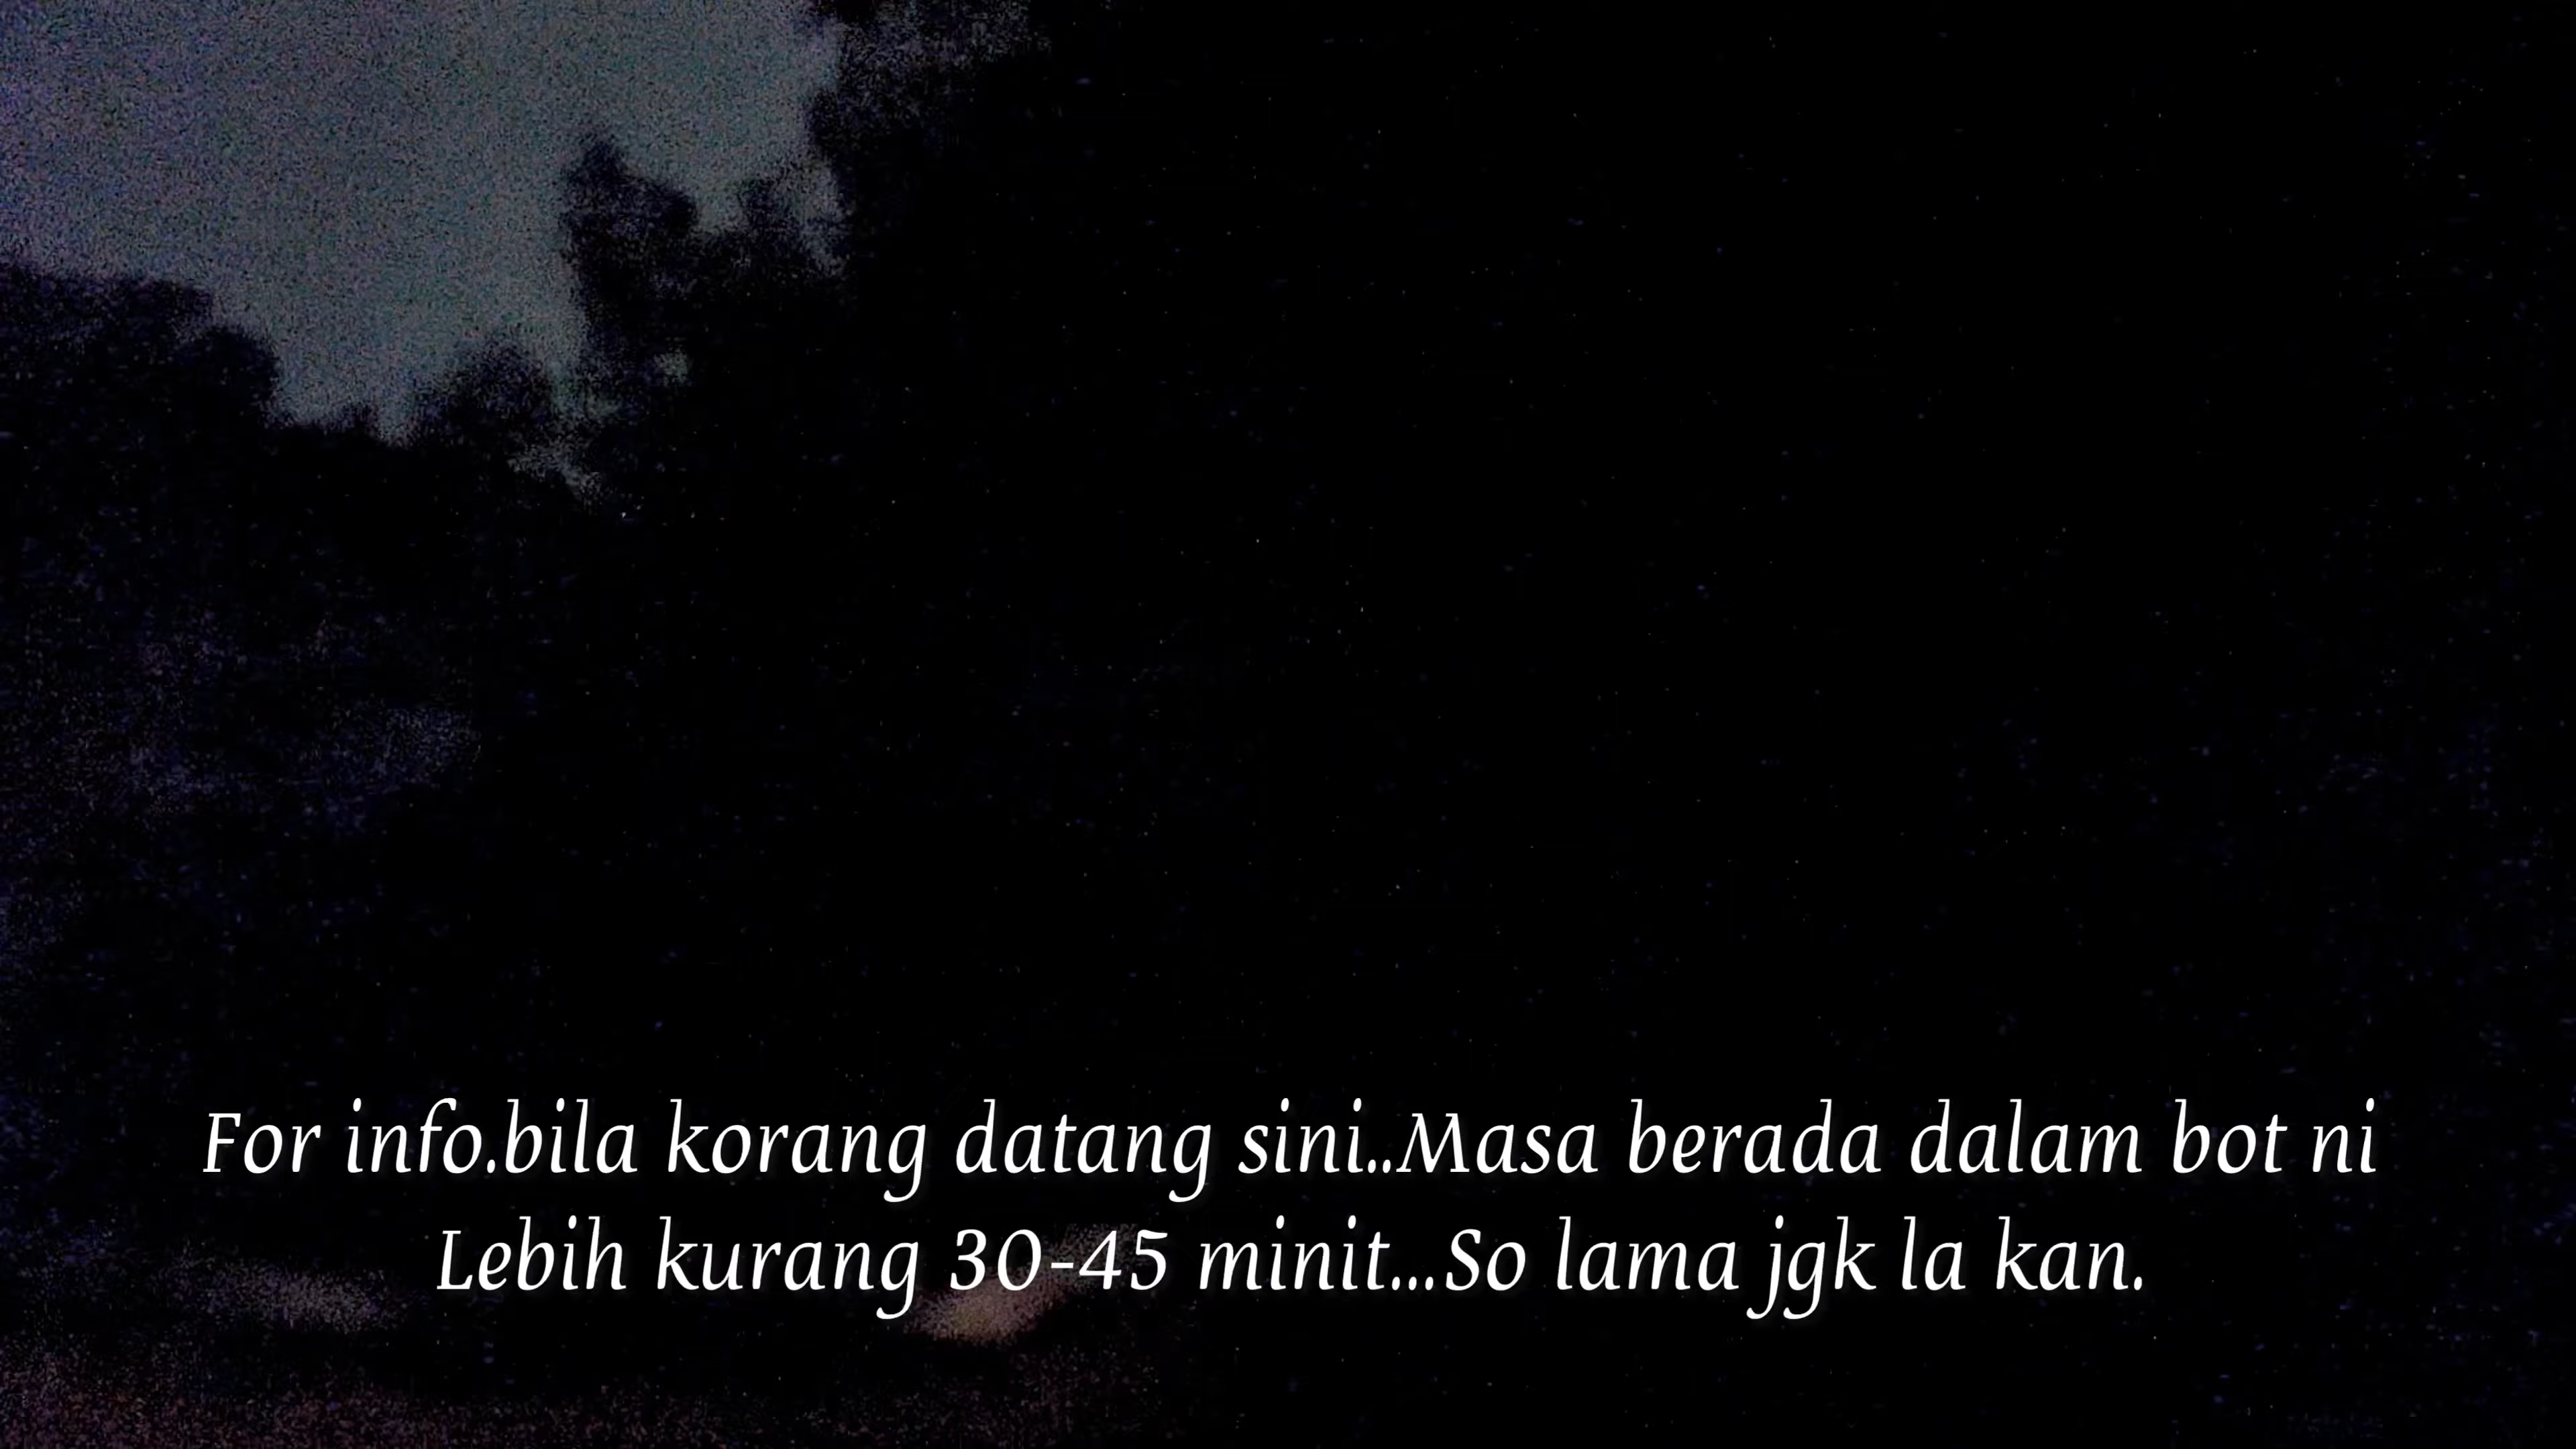 For info.bila korang datang sini..Masa berada dalam bot ni
Lebih kurang 30-45 minit...So lama jgk la kan.